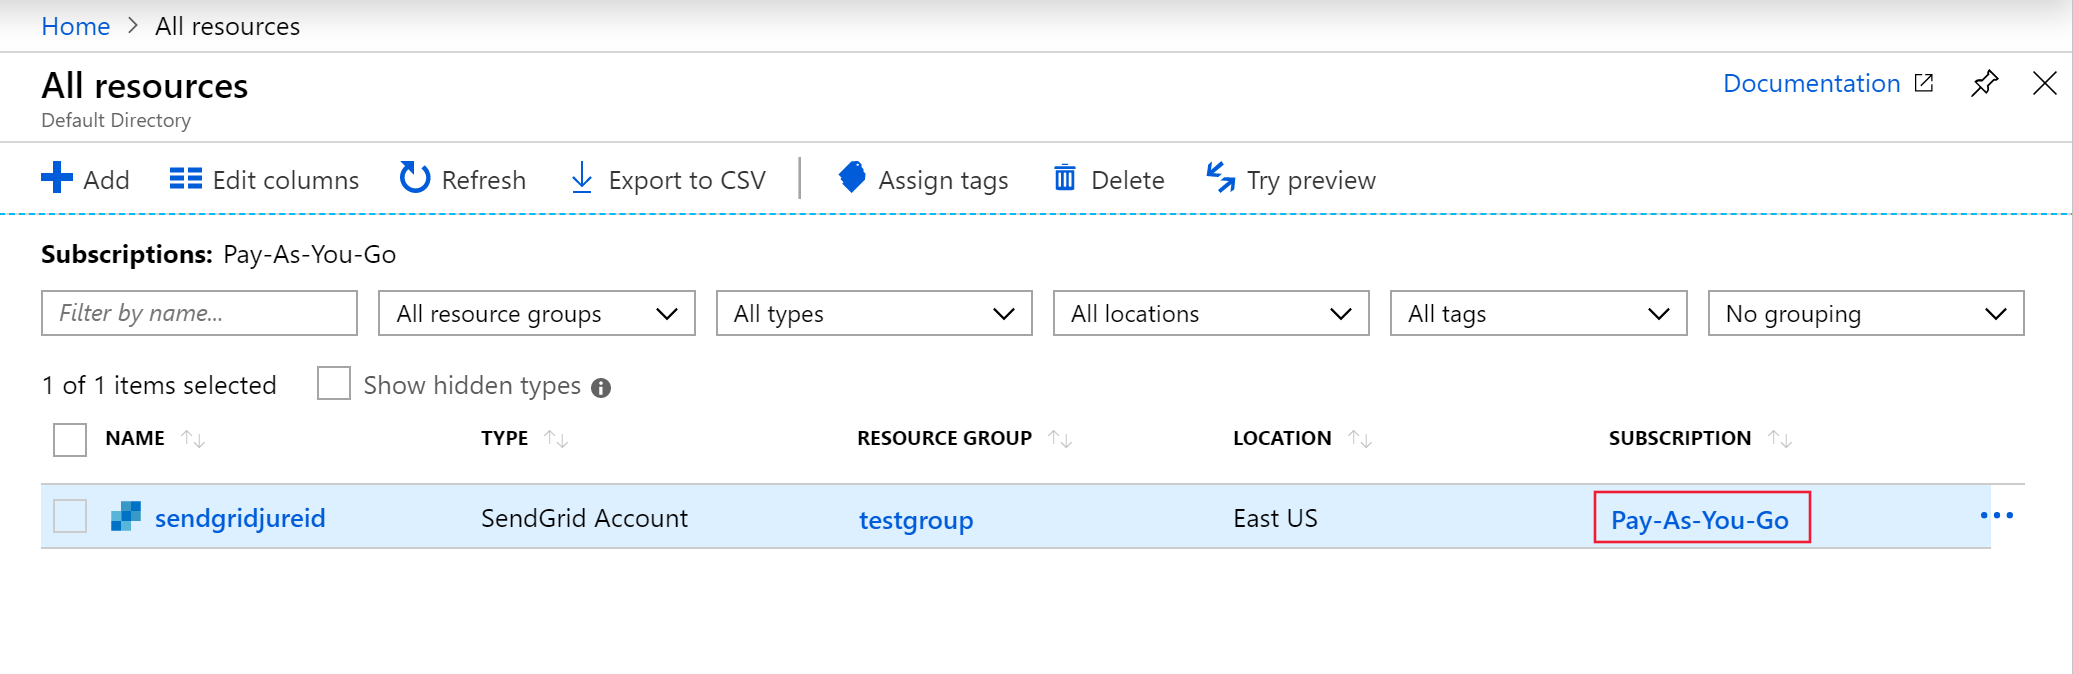 Home > All resources
All resources
Default Directory
Documentation
Add Edit columns Refresh Export to CSV Assign tags Delete Try preview
Subscriptions: Pay-As-You-Go
Filter by name... All resource groups All types All locations All tags No grouping
1 of 1 items selected Show hidden types
NAME TYPE RESOURCE GROUP LOCATION SUBSCRIPTION
sendgridjureid SendGrid Account testgroup East US Pay-As-You-Go